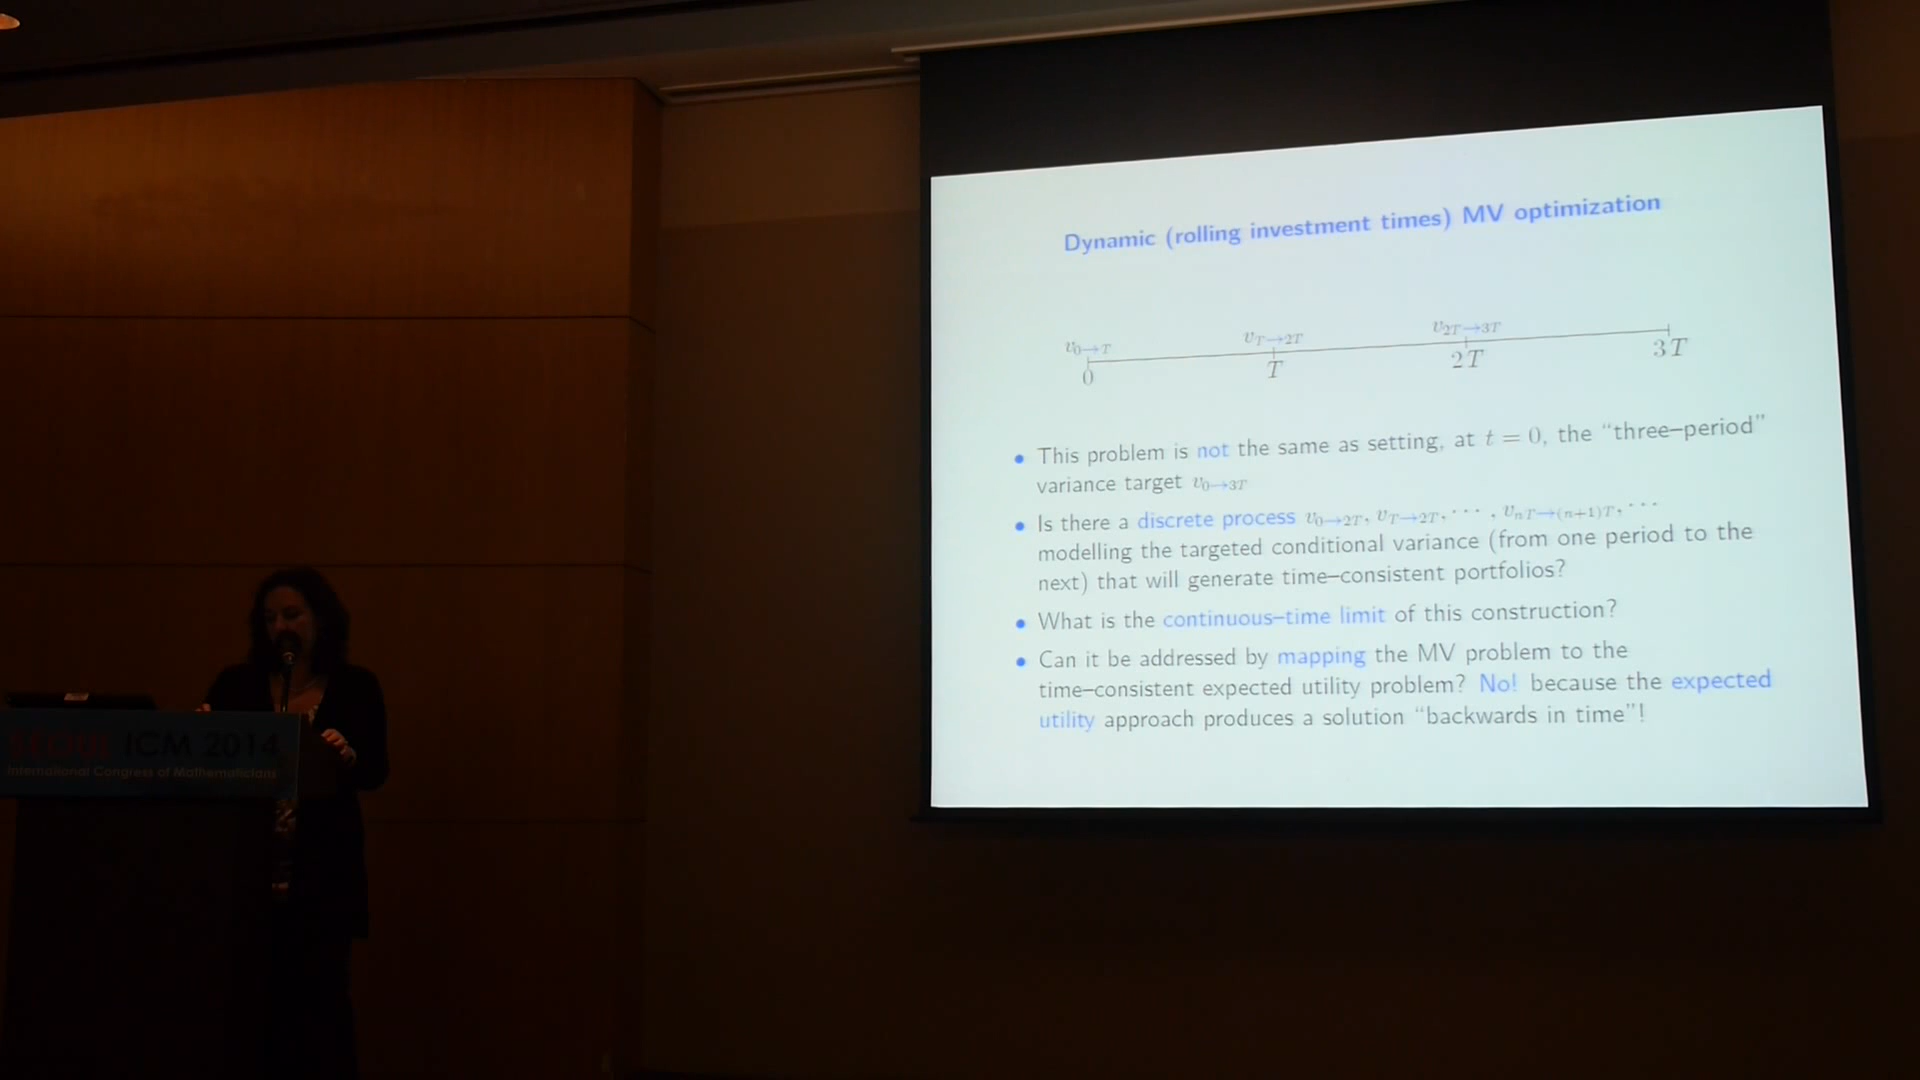 Dynamic (rolling investment times) MV optimization
v0→T vT→2T v2T→3T
0 T 2T 3T
• This problem is not the same as setting, at t = 0, the “three–period”
variance target v0→3T
• Is there a discrete process v0→2T, vT→2T, ··· , vnT→(n+1)T, ···
modelling the targeted conditional variance (from one period to the
next) that will generate time–consistent portfolios?
• What is the continuous–time limit of this construction?
• Can it be addressed by mapping the MV problem to the
time–consistent expected utility problem? No! because the expected
utility approach produces a solution “backwards in time”!
SEOUL ICM 2014
International Congress of Mathematicians